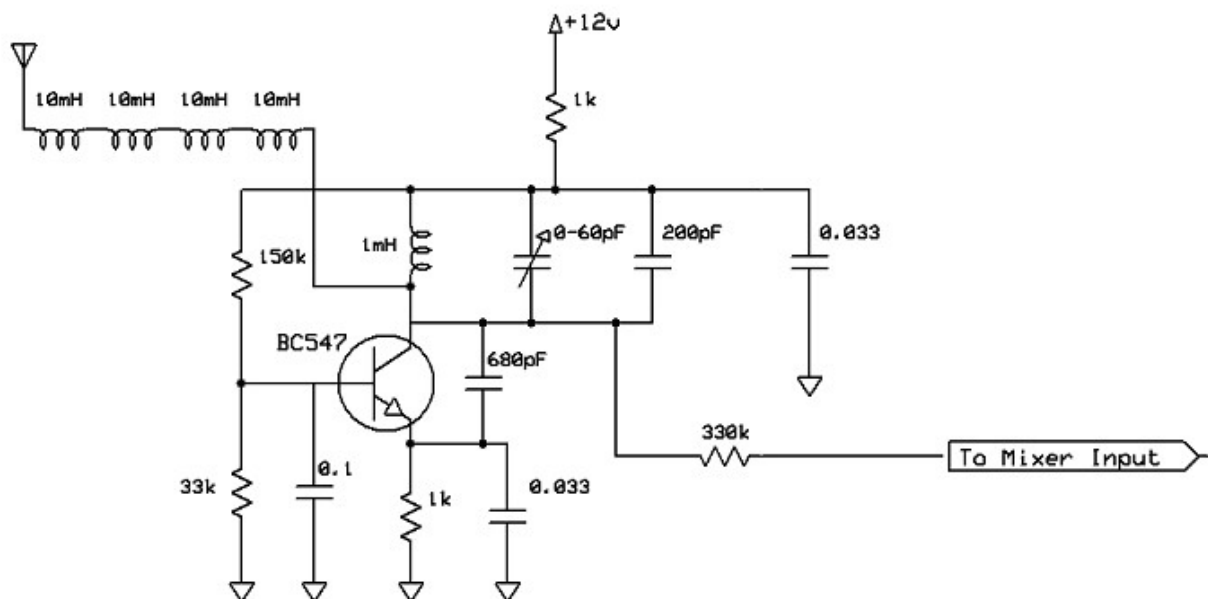 +12v
10mH 10mH 10mH 10mH
1k
1mH
0-60pF
200pF
0.033
150k
BC547
680pF
330k
To Mixer Input
33k
0.1
1k
0.033